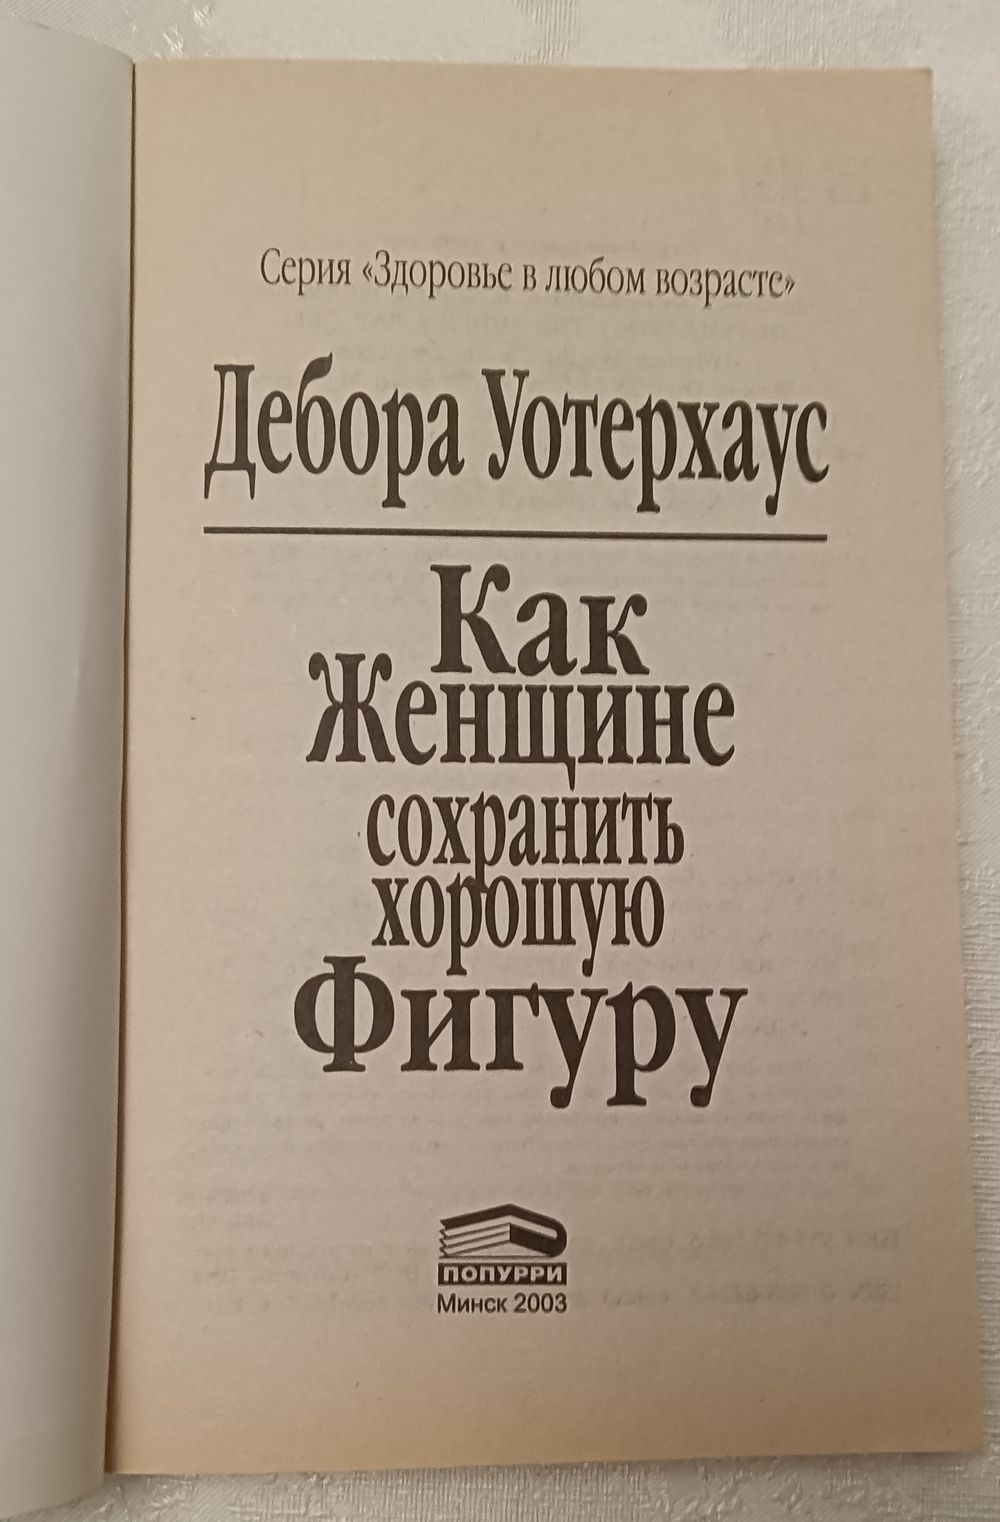 Серия «Здоровье в любом возрасте»
Дебора Уотерхаус
Как
Женщине
сохранить
хорошую
Фигуру
ПОПУРРИ
Минск 2003